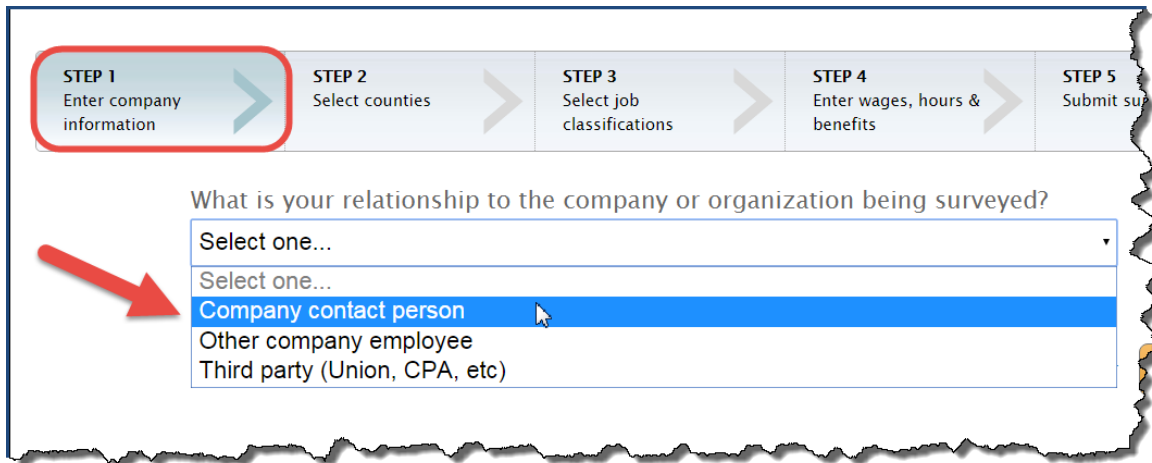 STEP 1
Enter company
information
STEP 2
Select counties
STEP 3
Select job
classifications
STEP 4
Enter wages, hours &
benefits
STEP 5
Submit
What is your relationship to the company or organization being surveyed?
Select one...
Select one...
Company contact person
Other company employee
Third party (Union, CPA, etc)